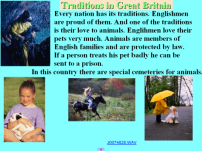 Traditions in Great Britain
Every nation has its traditions. Englishmen
are proud of them. And one of the traditions
is their love to animals. Englihmen love their
pets very much. Animals are members of
English families and are protected by law.
If a person treats his pet badly he can be
sent to a prison.
In this country there are special cemeteries for animals.